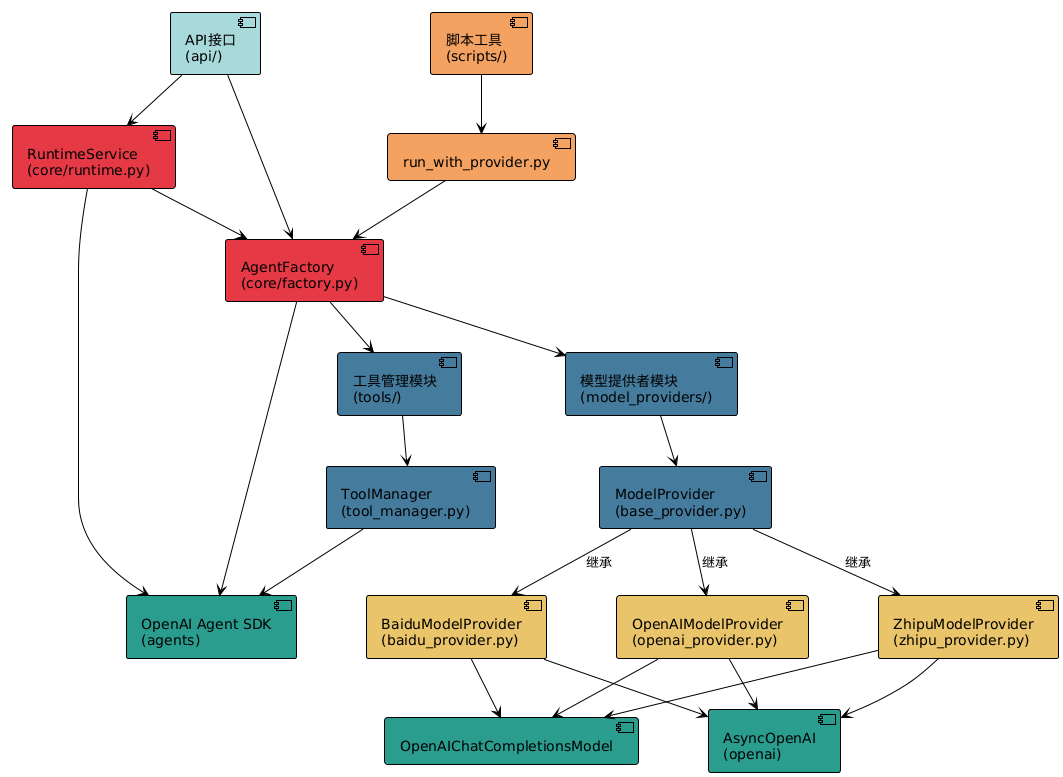 API接口
(api/)
脚本工具
(scripts/)
RuntimeService
(core/runtime.py)
run_with_provider.py
AgentFactory
(core/factory.py)
工具管理模块
(tools/)
模型提供者模块
(model_providers/)
ToolManager
(tool_manager.py)
ModelProvider
(base_provider.py)
继承
继承
继承
OpenAI Agent SDK
(agents)
BaiduModelProvider
(baidu_provider.py)
OpenAIModelProvider
(openai_provider.py)
ZhipuModelProvider
(zhipu_provider.py)
OpenAIChatCompletionsModel
AsyncOpenAI
(openai)